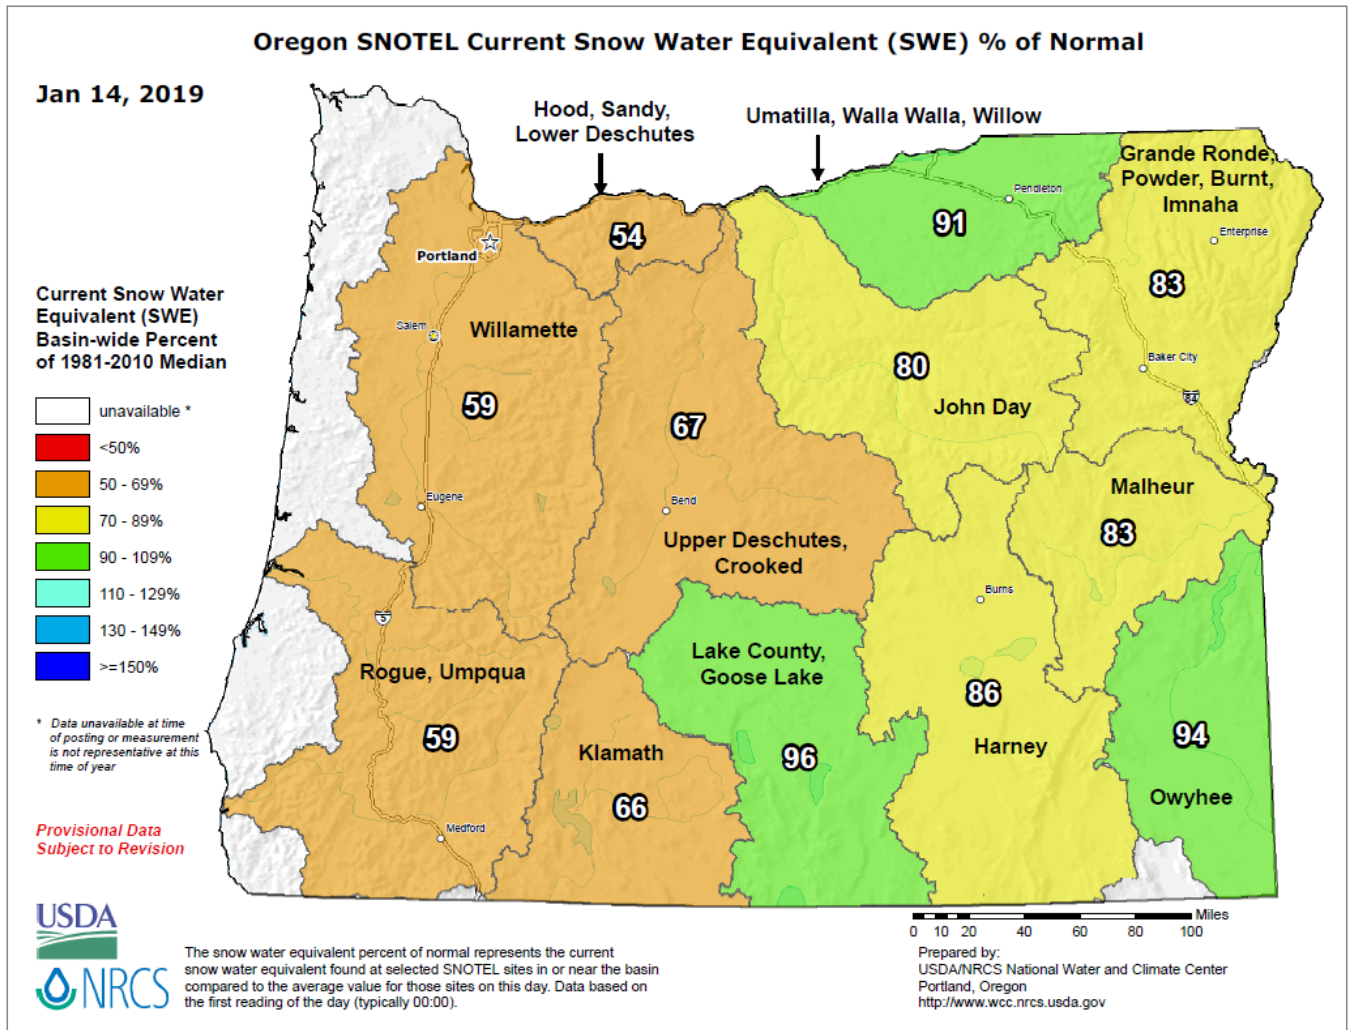 Oregon SNOTEL Current Snow Water Equivalent (SWE) % of Normal
Jan 14, 2019
Hood, Sandy,
Lower Deschutes
Umatilla, Walla Walla, Willow
Grande Ronde,
Powder, Burnt,
Imnaha
Pendleton
Enterprise
91
54
Portland
83
Current Snow Water
Equivalent (SWE)
Basin-wide Percent
of 1981-2010 Median
unavailable *
<50%
50 - 69%
70 - 89%
90 - 109%
110 - 129%
130 - 149%
>=150%
Salem
Willamette
59
80
John Day
Baker City
84
67
Eugene
Bend
Upper Deschutes,
Crooked
Malheur
83
Burns
5
Rogue, Umpqua
59
Lake County,
Goose Lake
96
86
Harney
94
Owyhee
Klamath
66
Medford
* Data unavailable at time
of posting or measurement
is not representative at this
time of year
Provisional Data
Subject to Revision
USDA
NRCS
The snow water equivalent percent of normal represents the current
snow water equivalent found at selected SNOTEL sites in or near the basin
compared to the average value for those sites on this day. Data based on
the first reading of the day (typically 00:00).
Miles
0 10 20 40 60 80 100
Prepared by:
USDA/NRCS National Water and Climate Center
Portland, Oregon
http://www.wcc.nrcs.usda.gov